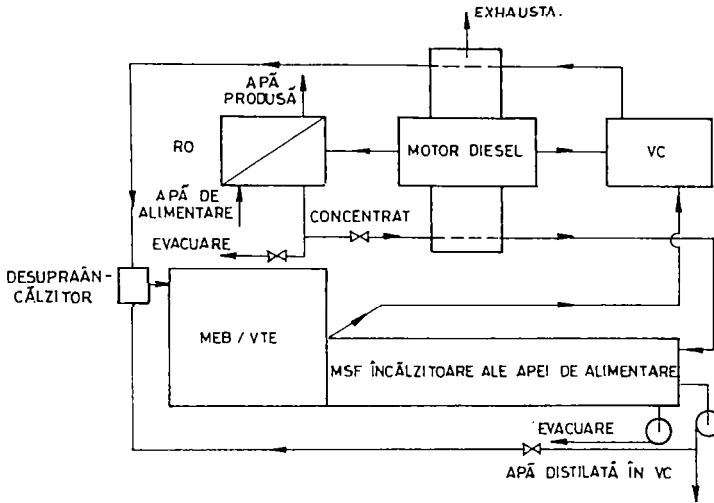 EXHAUSTA.
APĂ
PRODUSĂ
RO
MOTOR DIESEL
VC
APĂ DE
ALIMENTARE
CONCENTRAT
EVACUARE
DESUPRAÂN-
CĂLZITOR
MEB / VTE
MSF ÎNCĂLZITOARE ALE APEI DE ALIMENTARE
EVACUARE
APĂ DISTILATĂ ÎN VC